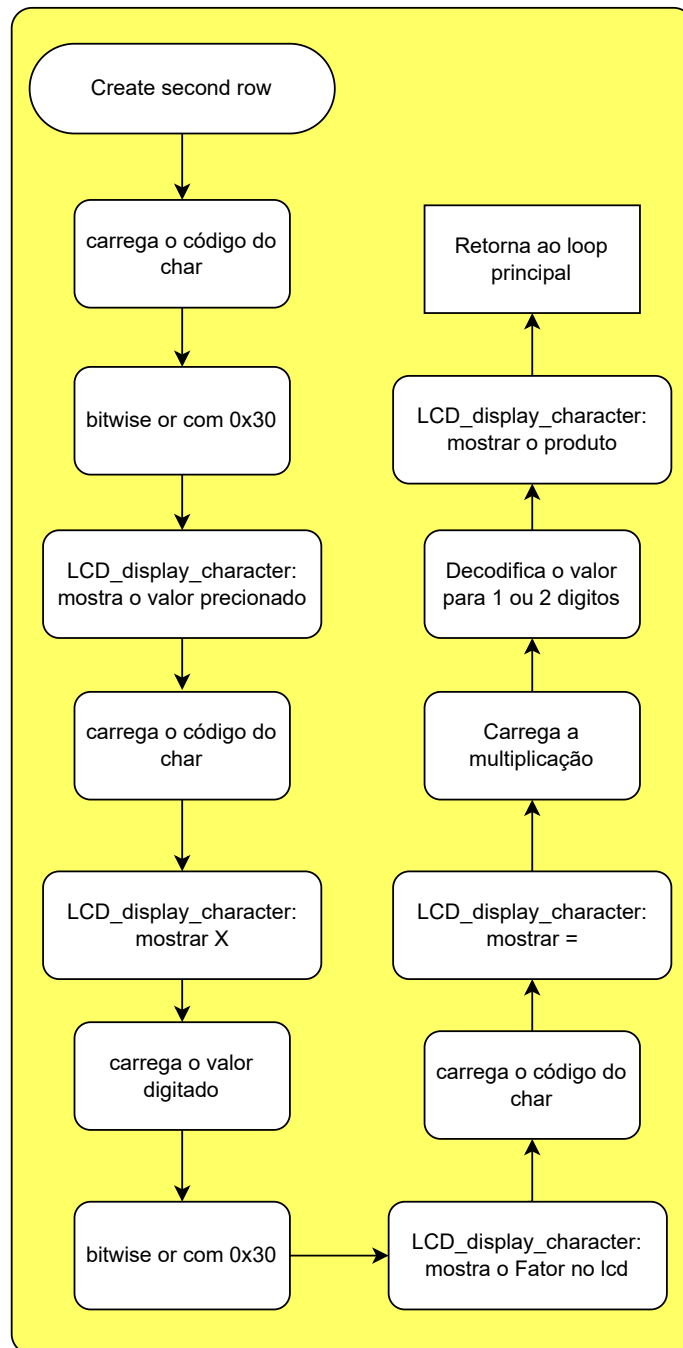 Create second row
carrega o código do
char
bitwise or com 0x30
LCD_display_character:
mostra o valor precionado
carrega o código do
char
LCD_display_character:
mostrar X
carrega o valor
digitado
bitwise or com 0x30
LCD_display_character:
mostra o Fator no lcd
carrega o código do
char
LCD_display_character:
mostrar =
Carrega a
multiplicação
Decodifica o valor
para 1 ou 2 digitos
LCD_display_character:
mostrar o produto
Retorna ao loop
principal